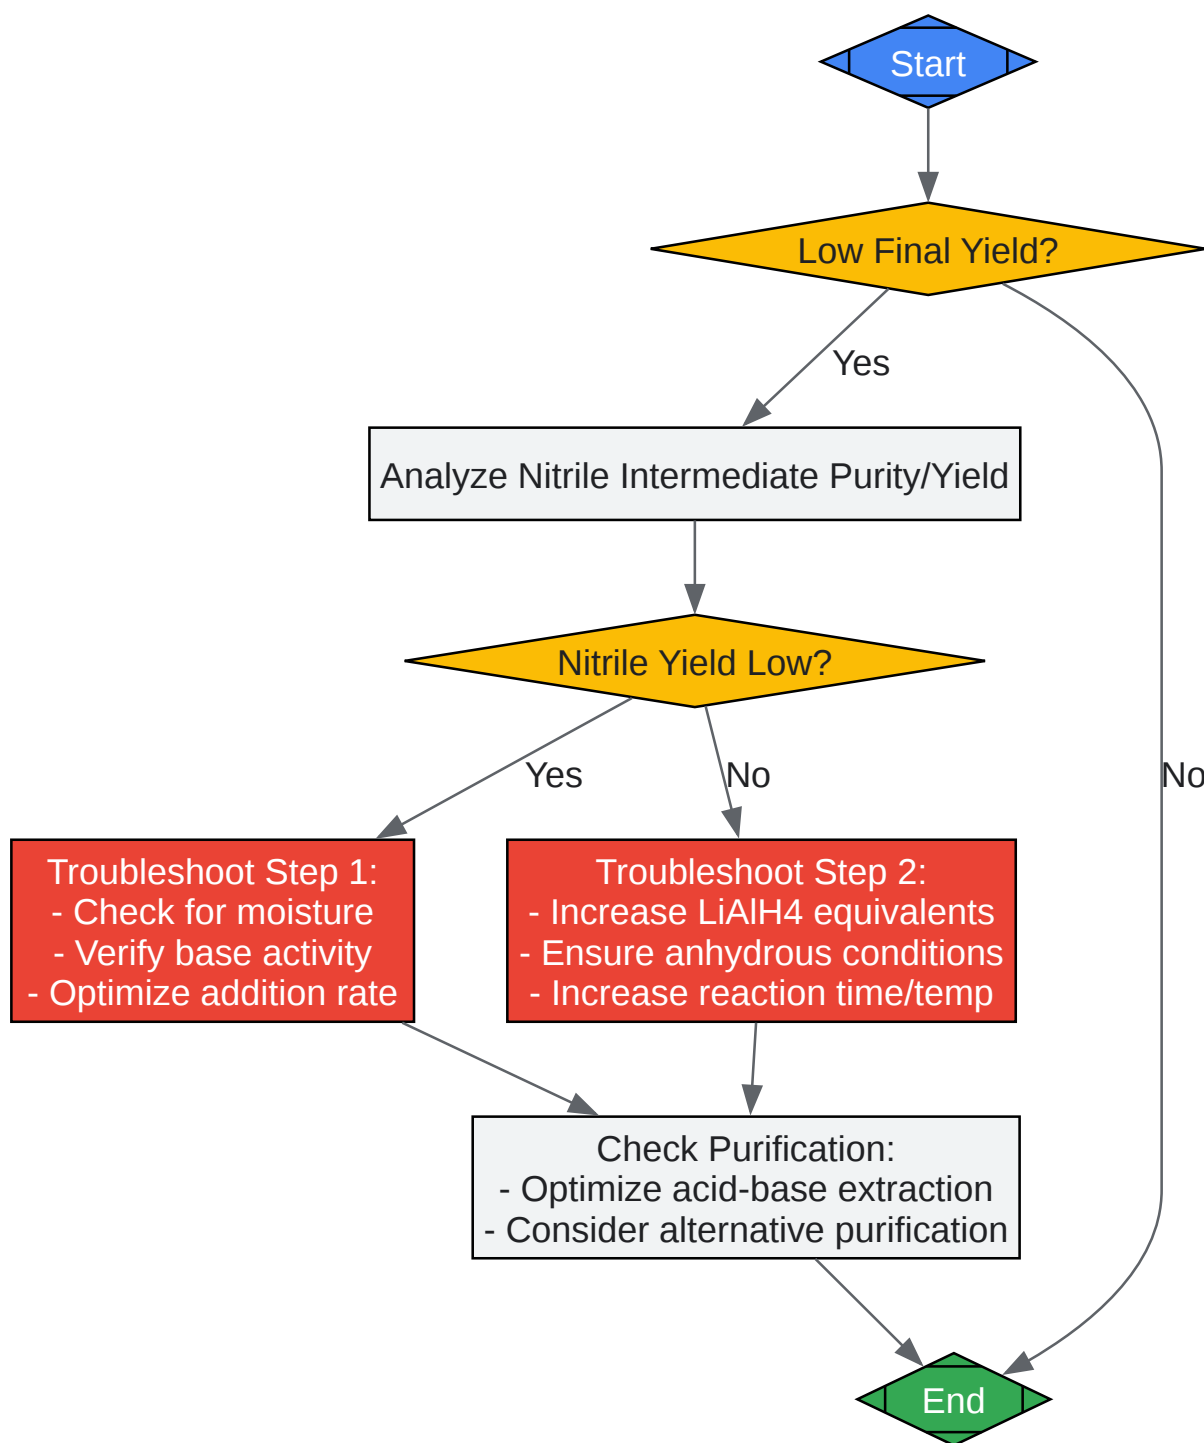 Start
Low Final Yield?
Yes
Analyze Nitrile Intermediate Purity/Yield
Nitrile Yield Low?
Yes
No
No
Troubleshoot Step 1:
- Check for moisture
- Verify base activity
- Optimize addition rate
Troubleshoot Step 2:
- Increase LiAlH4 equivalents
- Ensure anhydrous conditions
- Increase reaction time/temp
Check Purification:
- Optimize acid-base extraction
- Consider alternative purification
End